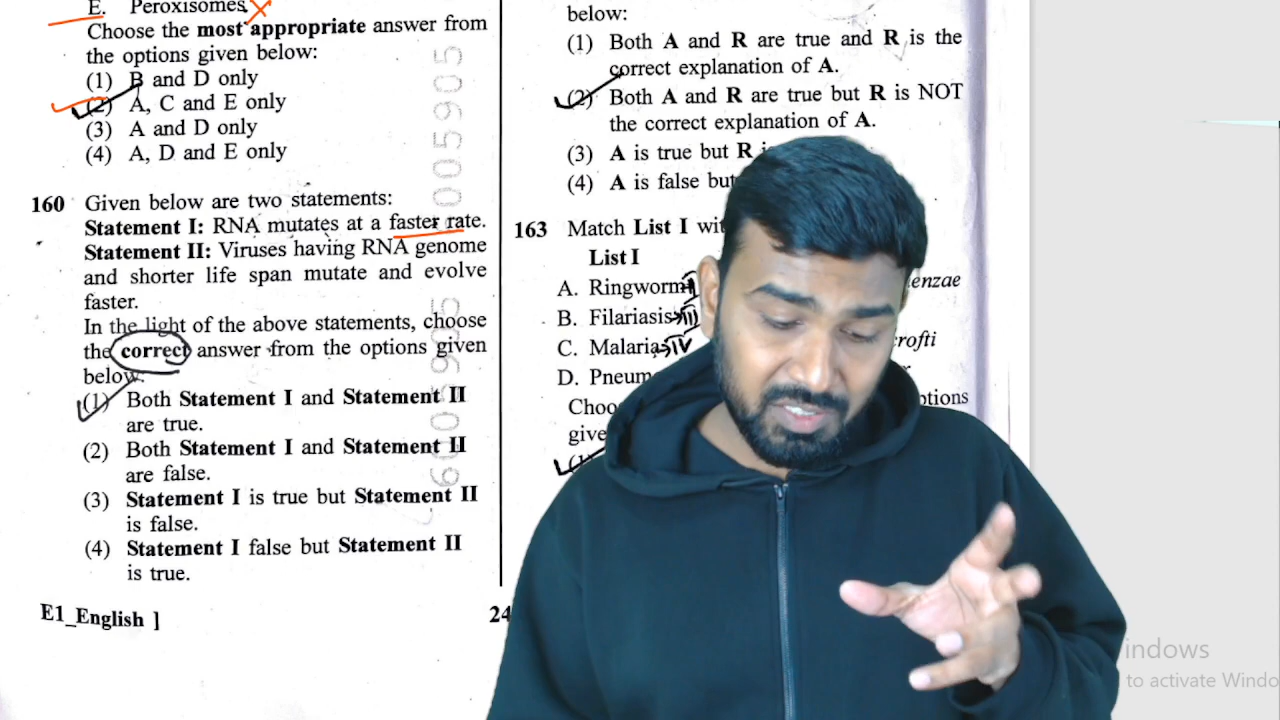 E. Peroxisomes
Choose the most appropriate answer from
the options given below:
(1) B and D only
(2) A, C and E only
(3) A and D only
(4) A, D and E only
160 Given below are two statements:
Statement I: RNA mutates at a faster rate.
Statement II: Viruses having RNA genome
and shorter life span mutate and evolve
faster.
In the light of the above statements, choose
the correct answer from the options given
below:
(1) Both Statement I and Statement II
are true.
(2) Both Statement I and Statement II
are false.
(3) Statement I is true but Statement II
is false.
(4) Statement I false but Statement II
is true.
E1_English ]
24
005905
below:
(1) Both A and R are true and R is the
correct explanation of A.
(2) Both A and R are true but R is NOT
the correct explanation of A.
(3) A is true but R
(4) A is false but
163 Match List I
List I
A. Ringworm
enzae
B. Filariasis iii
C. Malaria iv
crofti
D. Pneum
ptions
give
(1)
indows
to activate Windo